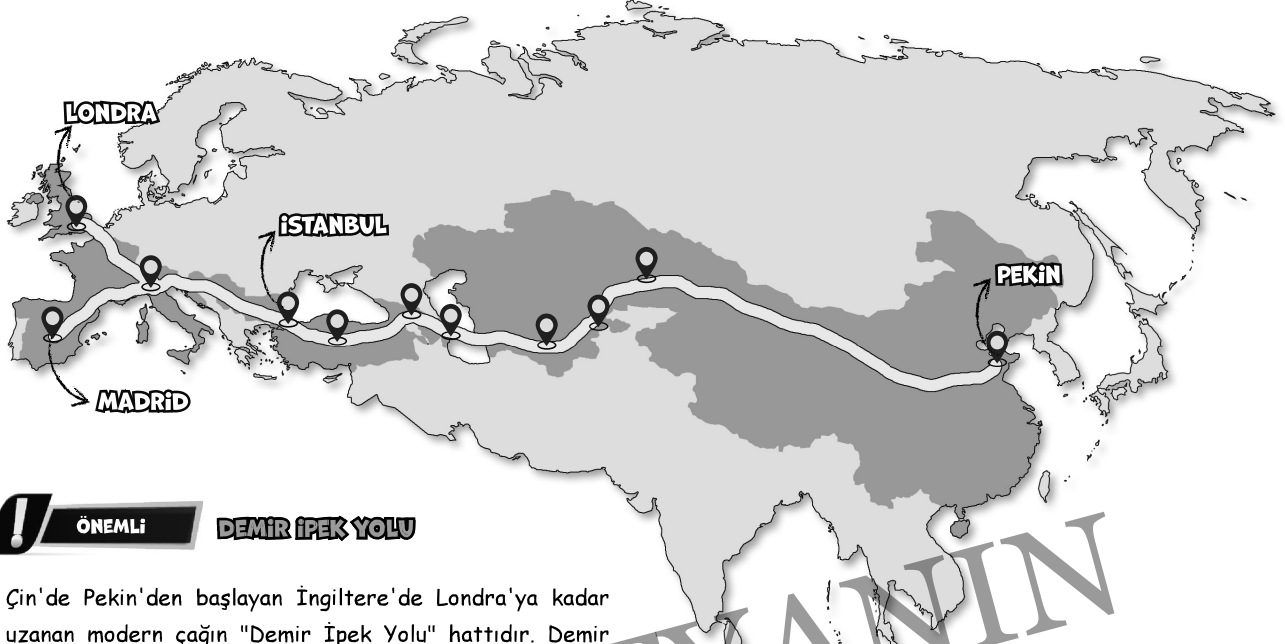 LONDRA
İSTANBUL
PEKİN
MADRİD
ÖNEMLİ
DEMİR İPEK YOLU
Çin'de Pekin'den başlayan İngiltere'de Londra'ya kadar
uzanan modern çağın "Demir İpek Yolu" hattıdır. Demir